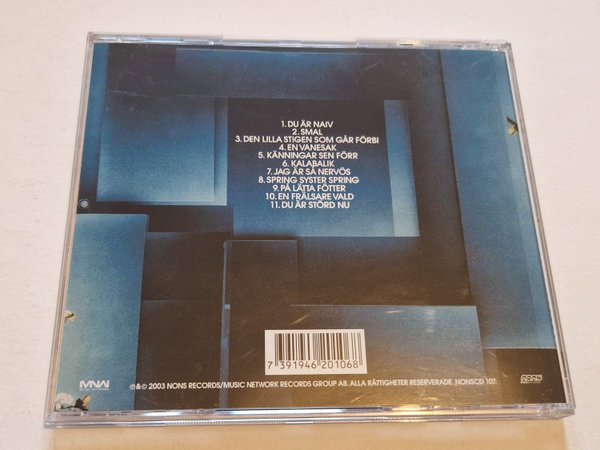 1. DU ÄR NAIV
2. SMAL
3. DEN LILLA STIGEN SOM GÅR FÖRBI
4. EN VANESAK
5. KÄNNINGAR SEN FÖRR
6. KALABALIK
7. JAG ÄR SÅ NERVÖS
8. SPRING SYSTER SPRING
9. PÅ LÄTTA FÖTTER
10. EN FRÄLSARE VALD
11. DU ÄR STÖRD NU
7 391946 201068
MNW
℗&© 2003 NONS RECORDS/MUSIC NETWORK RECORDS GROUP AB. ALLA RÄTTIGHETER RESERVERADE. NONSCD 107.